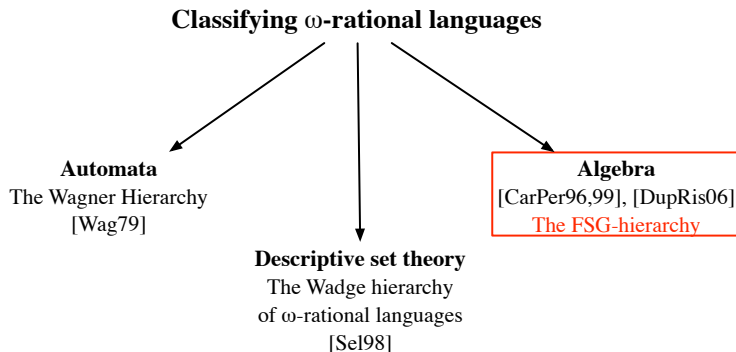 Classifying ω-rational languages
Automata
The Wagner Hierarchy
[Wag79]
Descriptive set theory
The Wadge hierarchy
of ω-rational languages
[Sel98]
Algebra
[CarPer96,99], [DupRis06]
The FSG-hierarchy